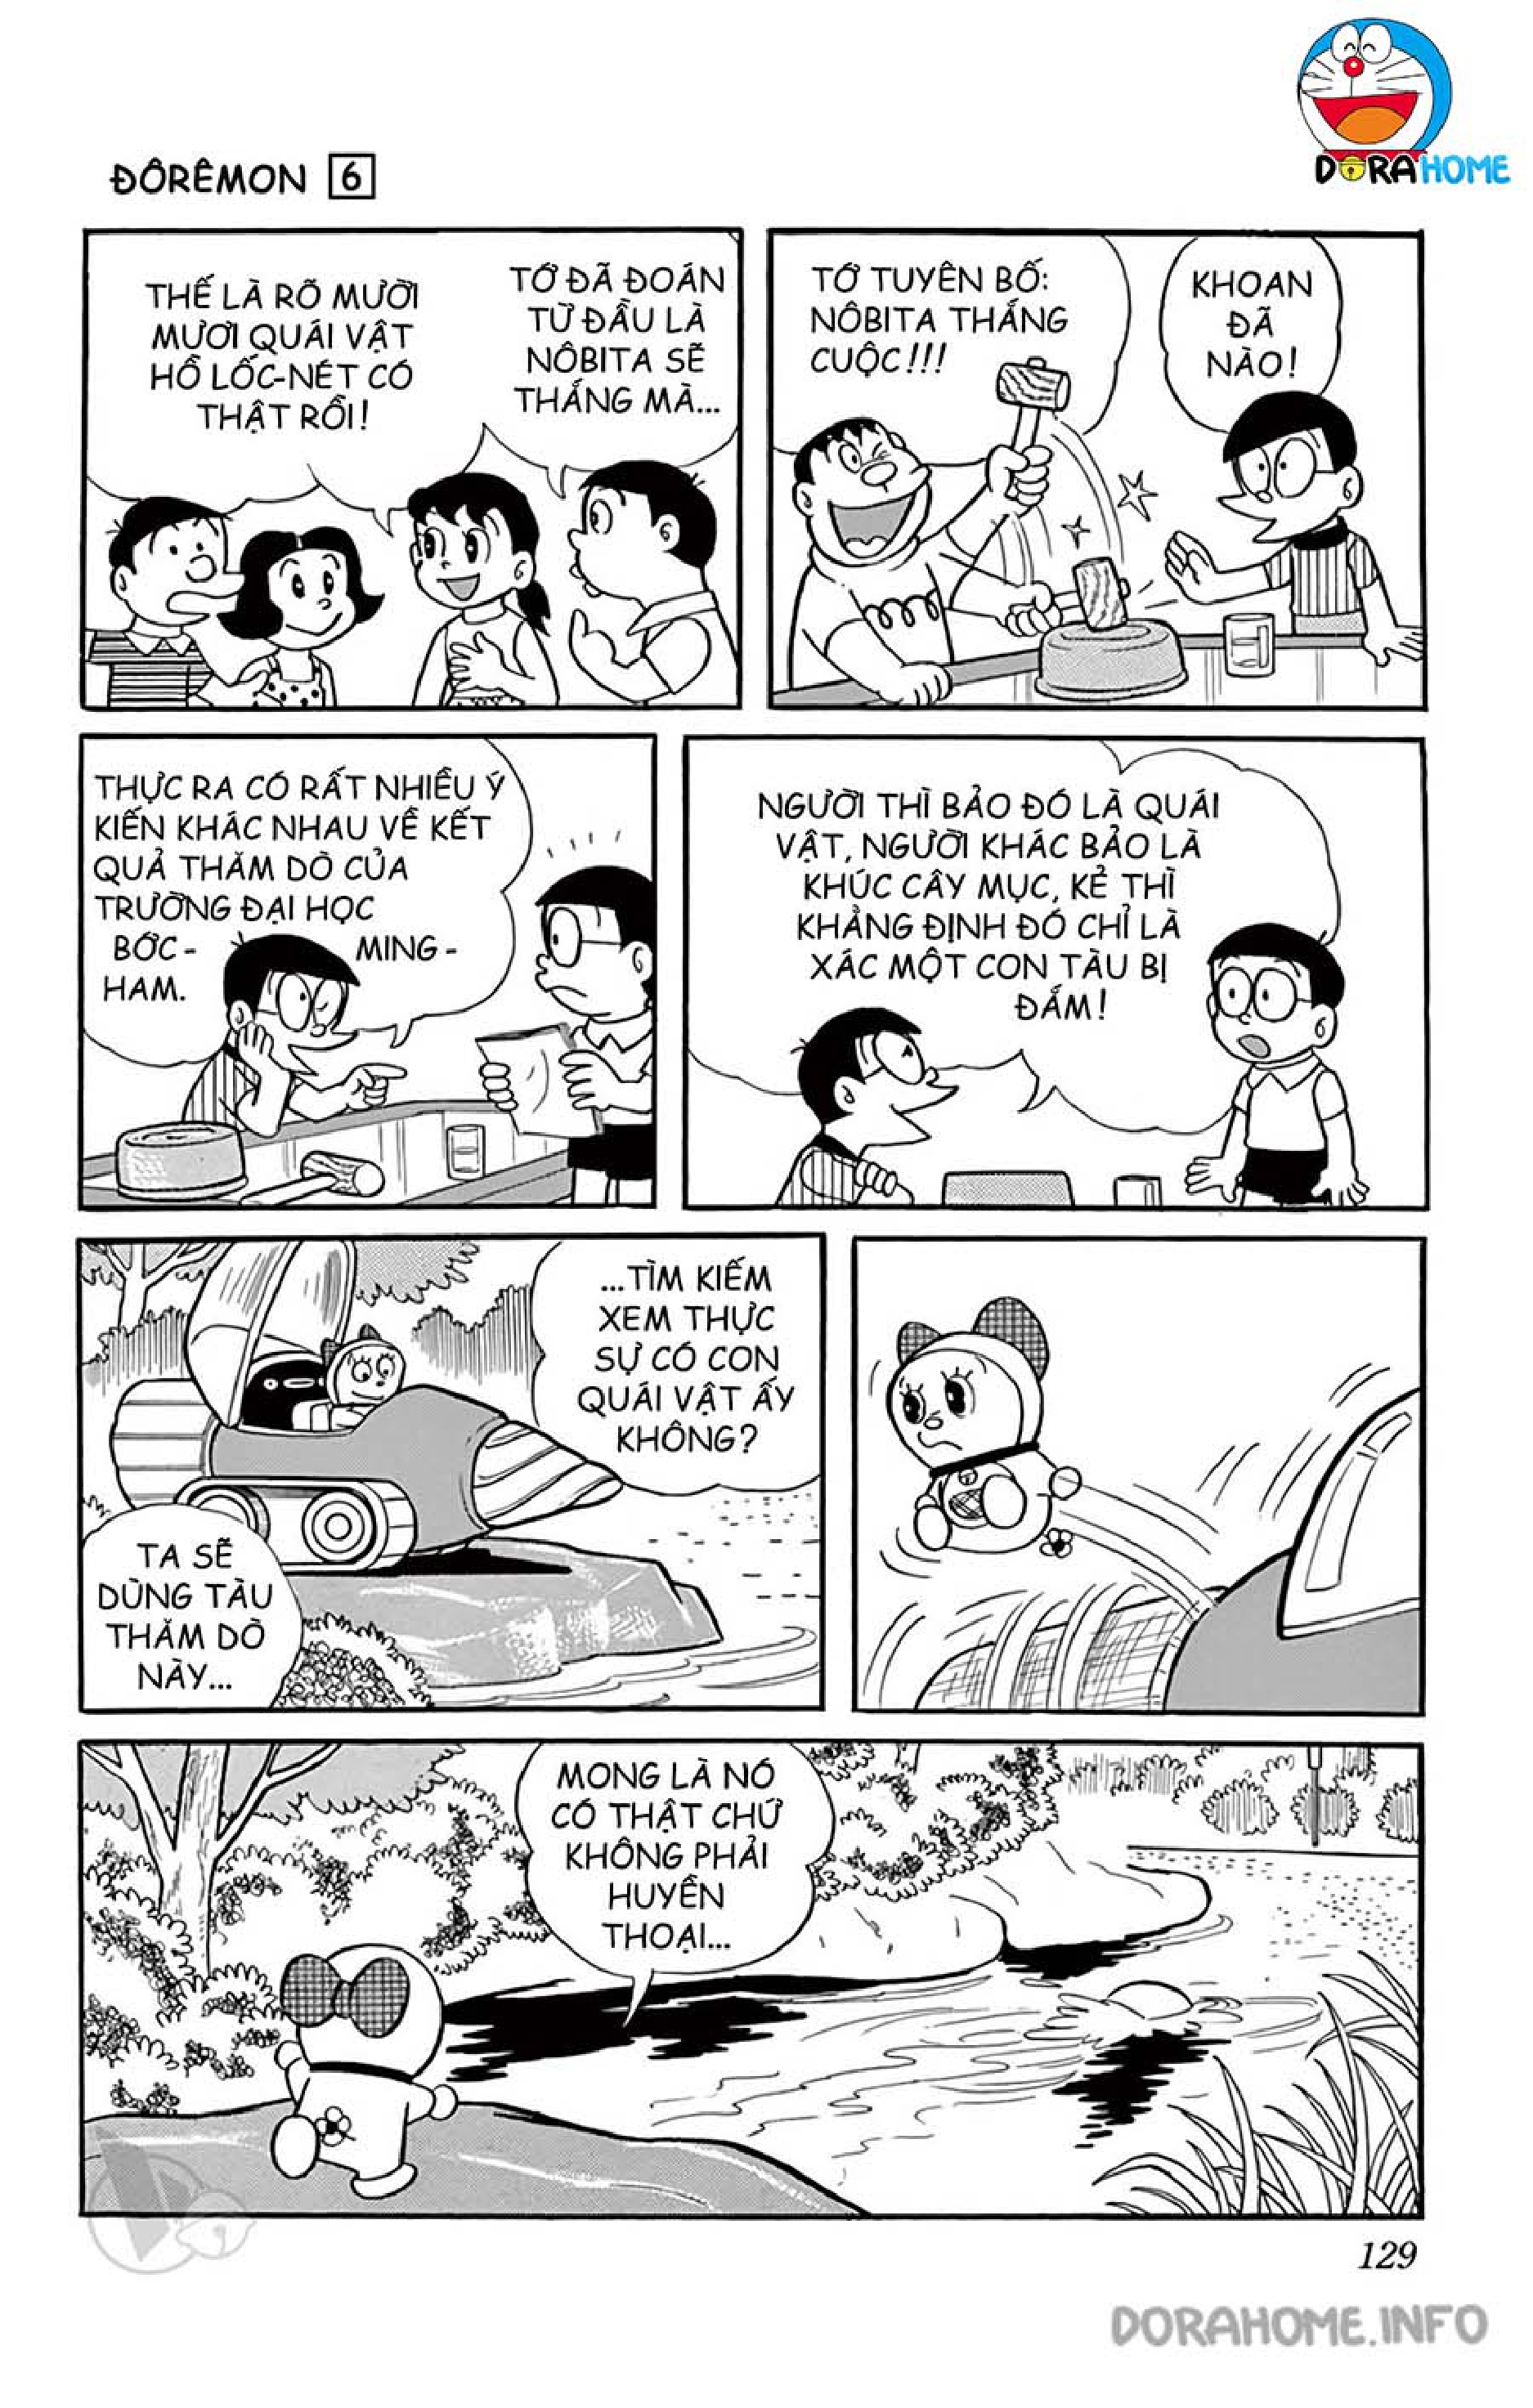 DORAHOME
ĐÔRÊMON 6
THẾ LÀ RÕ MƯỜI
MƯƠI QUÁI VẬT
HỒ LỐC-NÉT CÓ
THẬT RỒI!
TỚ ĐÃ ĐOÁN
TỪ ĐẦU LÀ
NÔBITA SẼ
THẮNG MÀ...
TỚ TUYÊN BỐ:
NÔBITA THẮNG
CUỘC!!!
KHOAN
ĐÃ
NÀO!
THỰC RA CÓ RẤT NHIỀU Ý
KIẾN KHÁC NHAU VỀ KẾT
QUẢ THĂM DÒ CỦA
TRƯỜNG ĐẠI HỌC
BỚC- MING-
HAM.
NGƯỜI THÌ BẢO ĐÓ LÀ QUÁI
VẬT, NGƯỜI KHÁC BẢO LÀ
KHÚC CÂY MỤC, KẺ THÌ
KHẲNG ĐỊNH ĐÓ CHỈ LÀ
XÁC MỘT CON TÀU BỊ
ĐẮM!
TA SẼ
DÙNG TÀU
THĂM DÒ
NÀY...
...TÌM KIẾM
XEM THỰC
SỰ CÓ CON
QUÁI VẬT ẤY
KHÔNG?
MONG LÀ NÓ
CÓ THẬT CHỨ
KHÔNG PHẢI
HUYỀN
THOẠI...
129
DORAHOME.INFO